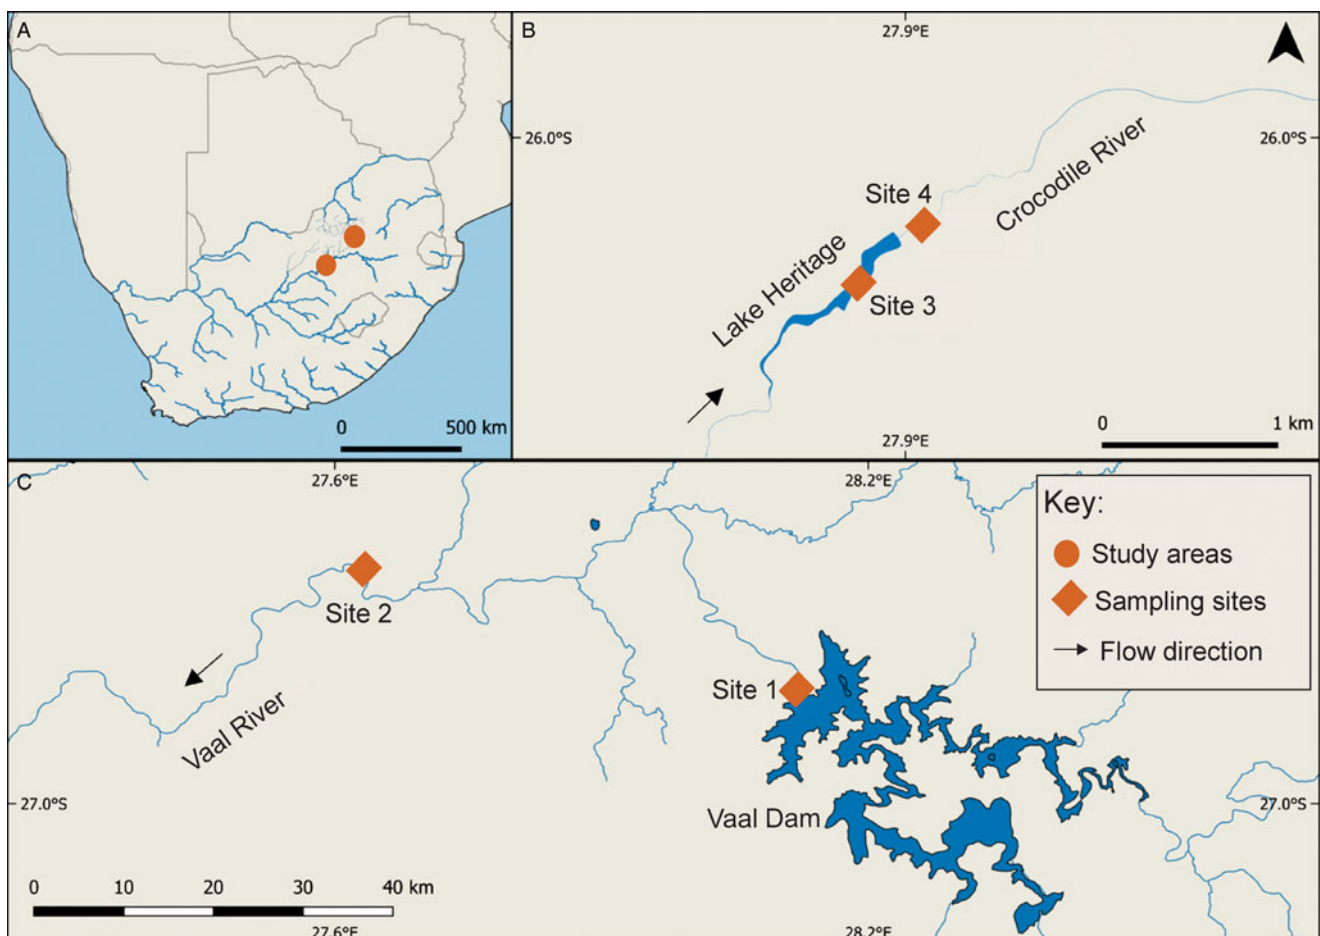 A
0 500 km
B
27.9°E
26.0°S
26.0°S
Crocodile River
Site 4
Lake Heritage
Site 3
27.9°E
0 1 km
C
27.6°E
28.2°E
Key:
Study areas
Sampling sites
Flow direction
Site 2
Vaal River
Site 1
Vaal Dam
27.0°S
27.0°S
0 10 20 30 40 km
27.6°E
28.2°E